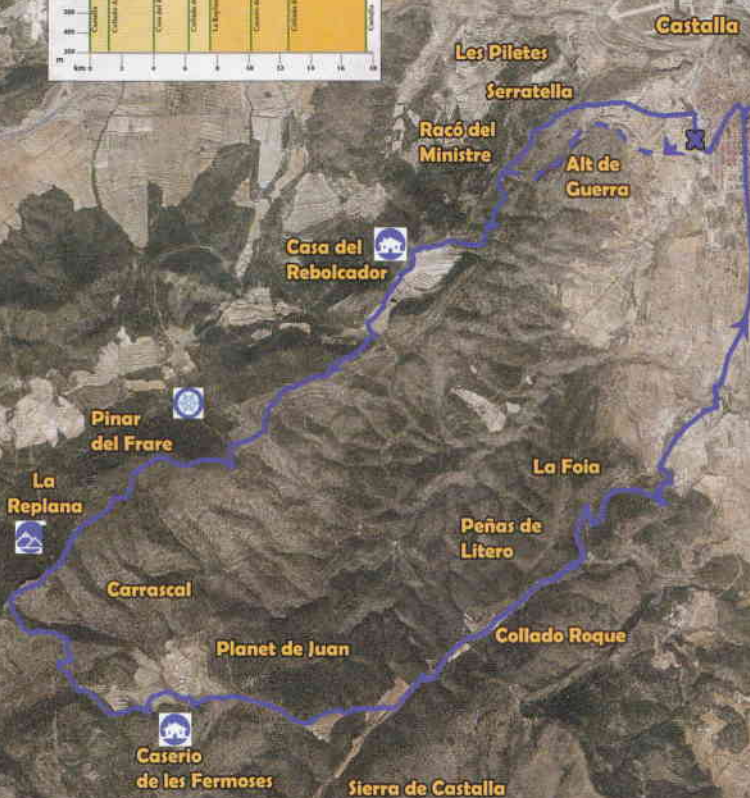 Castalla
Les Piletes
Serratella
Racó del
Ministre
Alt de
Guerra
Casa del
Rebolcador
Pinar
del Frare
La
Replana
La Foia
Peñas de
Litero
Carrascal
Collado Roque
Planet de Juan
Caserio
de les Fermoses
Sierra de Castalla